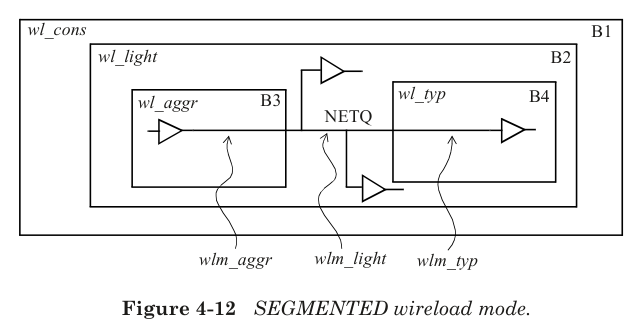 wl_cons B1
wl_light B2
wl_aggr B3
wl_typ B4
NETQ
wlm_aggr wlm_light wlm_typ
Figure 4-12 SEGMENTED wireload mode.